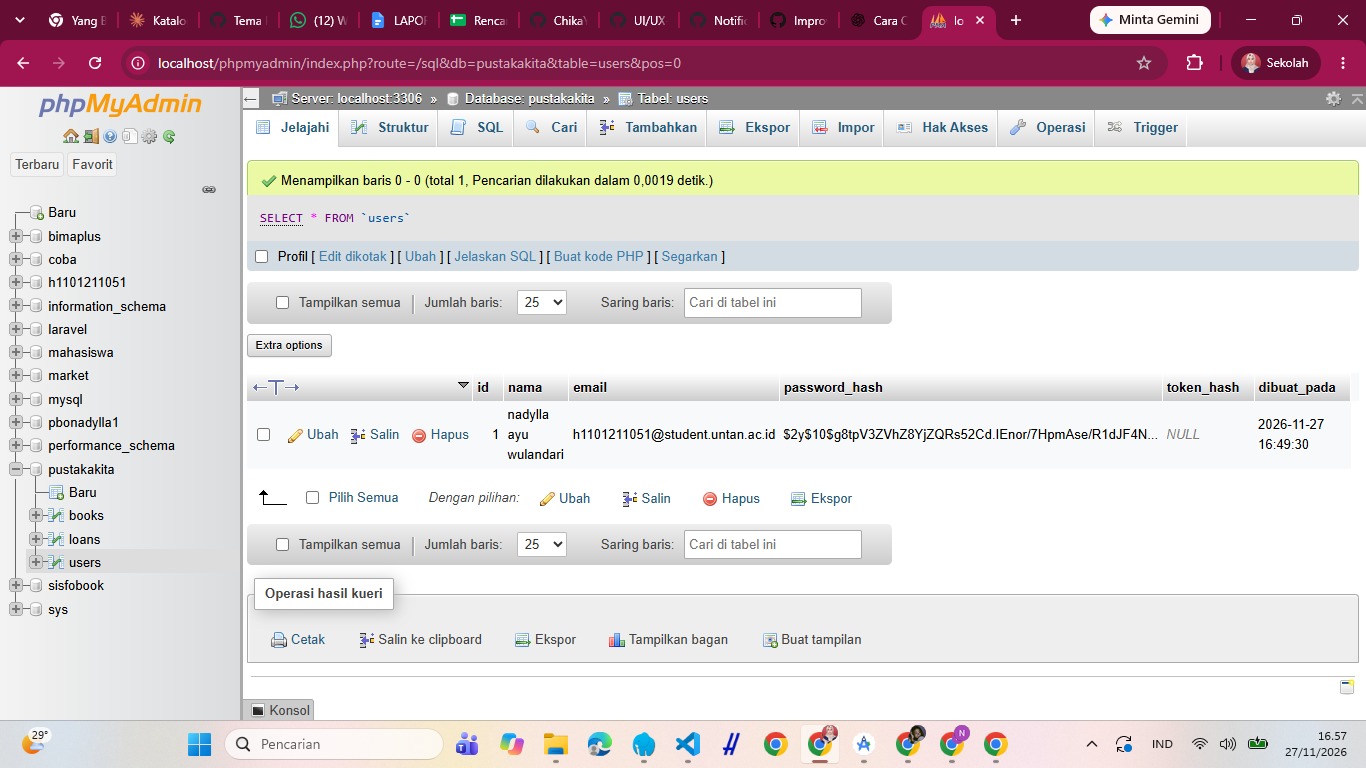 Yang B
Katalo
Tema
(12) W
LAPOR
Renca
ChikaY
UI/UX
Notific
Impro
Cara C
lo
Minta Gemini
localhost/phpmyadmin/index.php?route=/sql&db=pustakakita&table=users&pos=0
Sekolah
phpMyAdmin
Terbaru Favorit
Baru
bimaplus
coba
h1101211051
information_schema
laravel
mahasiswa
market
mysql
pbonadylla1
performance_schema
pustakakita
Baru
books
loans
users
sisfobook
sys
Server: localhost:3306 » Database: pustakakita » Tabel: users
Jelajahi Struktur SQL Cari Tambahkan Ekspor Impor Hak Akses Operasi Trigger
Menampilkan baris 0 - 0 (total 1, Pencarian dilakukan dalam 0,0019 detik.)
SELECT * FROM `users`
Profil [ Edit dikotak ] [ Ubah ] [ Jelaskan SQL ] [ Buat kode PHP ] [ Segarkan ]
Tampilkan semua Jumlah baris: 25 Saring baris: Cari di tabel ini
Extra options
id nama email password_hash token_hash dibuat_pada
Ubah Salin Hapus 1 nadylla ayu wulandari h1101211051@student.untan.ac.id $2y$10$g8tpV3ZVhZ8YjZQRs52Cd.IEnor/7HpmAse/R1dJF4N... NULL 2026-11-27 16:49:30
Pilih Semua Dengan pilihan: Ubah Salin Hapus Ekspor
Tampilkan semua Jumlah baris: 25 Saring baris: Cari di tabel ini
Operasi hasil kueri
Cetak Salin ke clipboard Ekspor Tampilkan bagan Buat tampilan
Konsol
29°
Pencarian
N
IND
16.57
27/11/2026